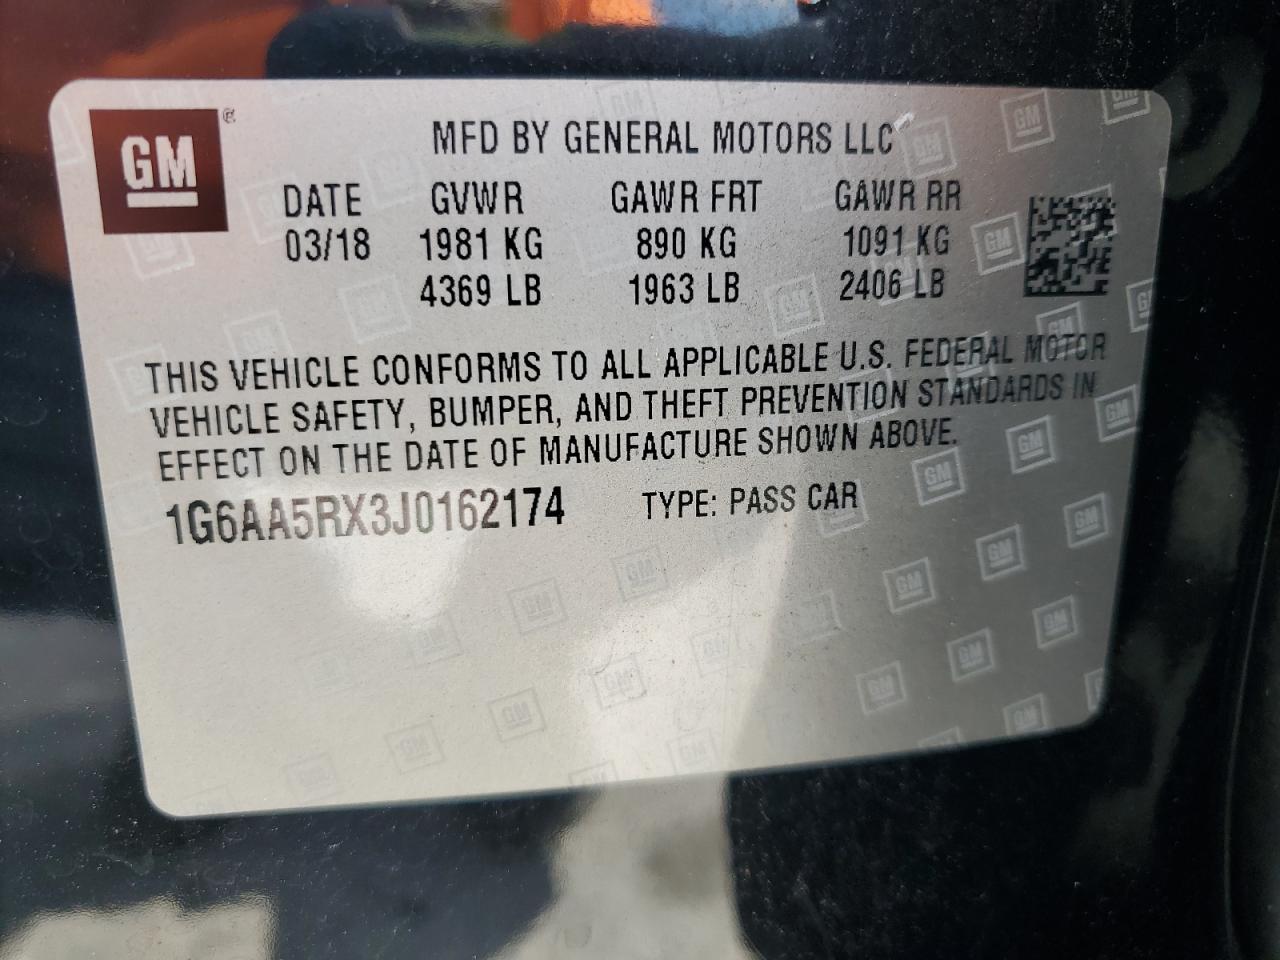 GM ®
MFD BY GENERAL MOTORS LLC
DATE GVWR GAWR FRT GAWR RR
03/18 1981 KG 890 KG 1091 KG
4369 LB 1963 LB 2406 LB
THIS VEHICLE CONFORMS TO ALL APPLICABLE U.S. FEDERAL MOTOR
VEHICLE SAFETY, BUMPER, AND THEFT PREVENTION STANDARDS IN
EFFECT ON THE DATE OF MANUFACTURE SHOWN ABOVE.
1G6AA5RX3J0162174 TYPE: PASS CAR